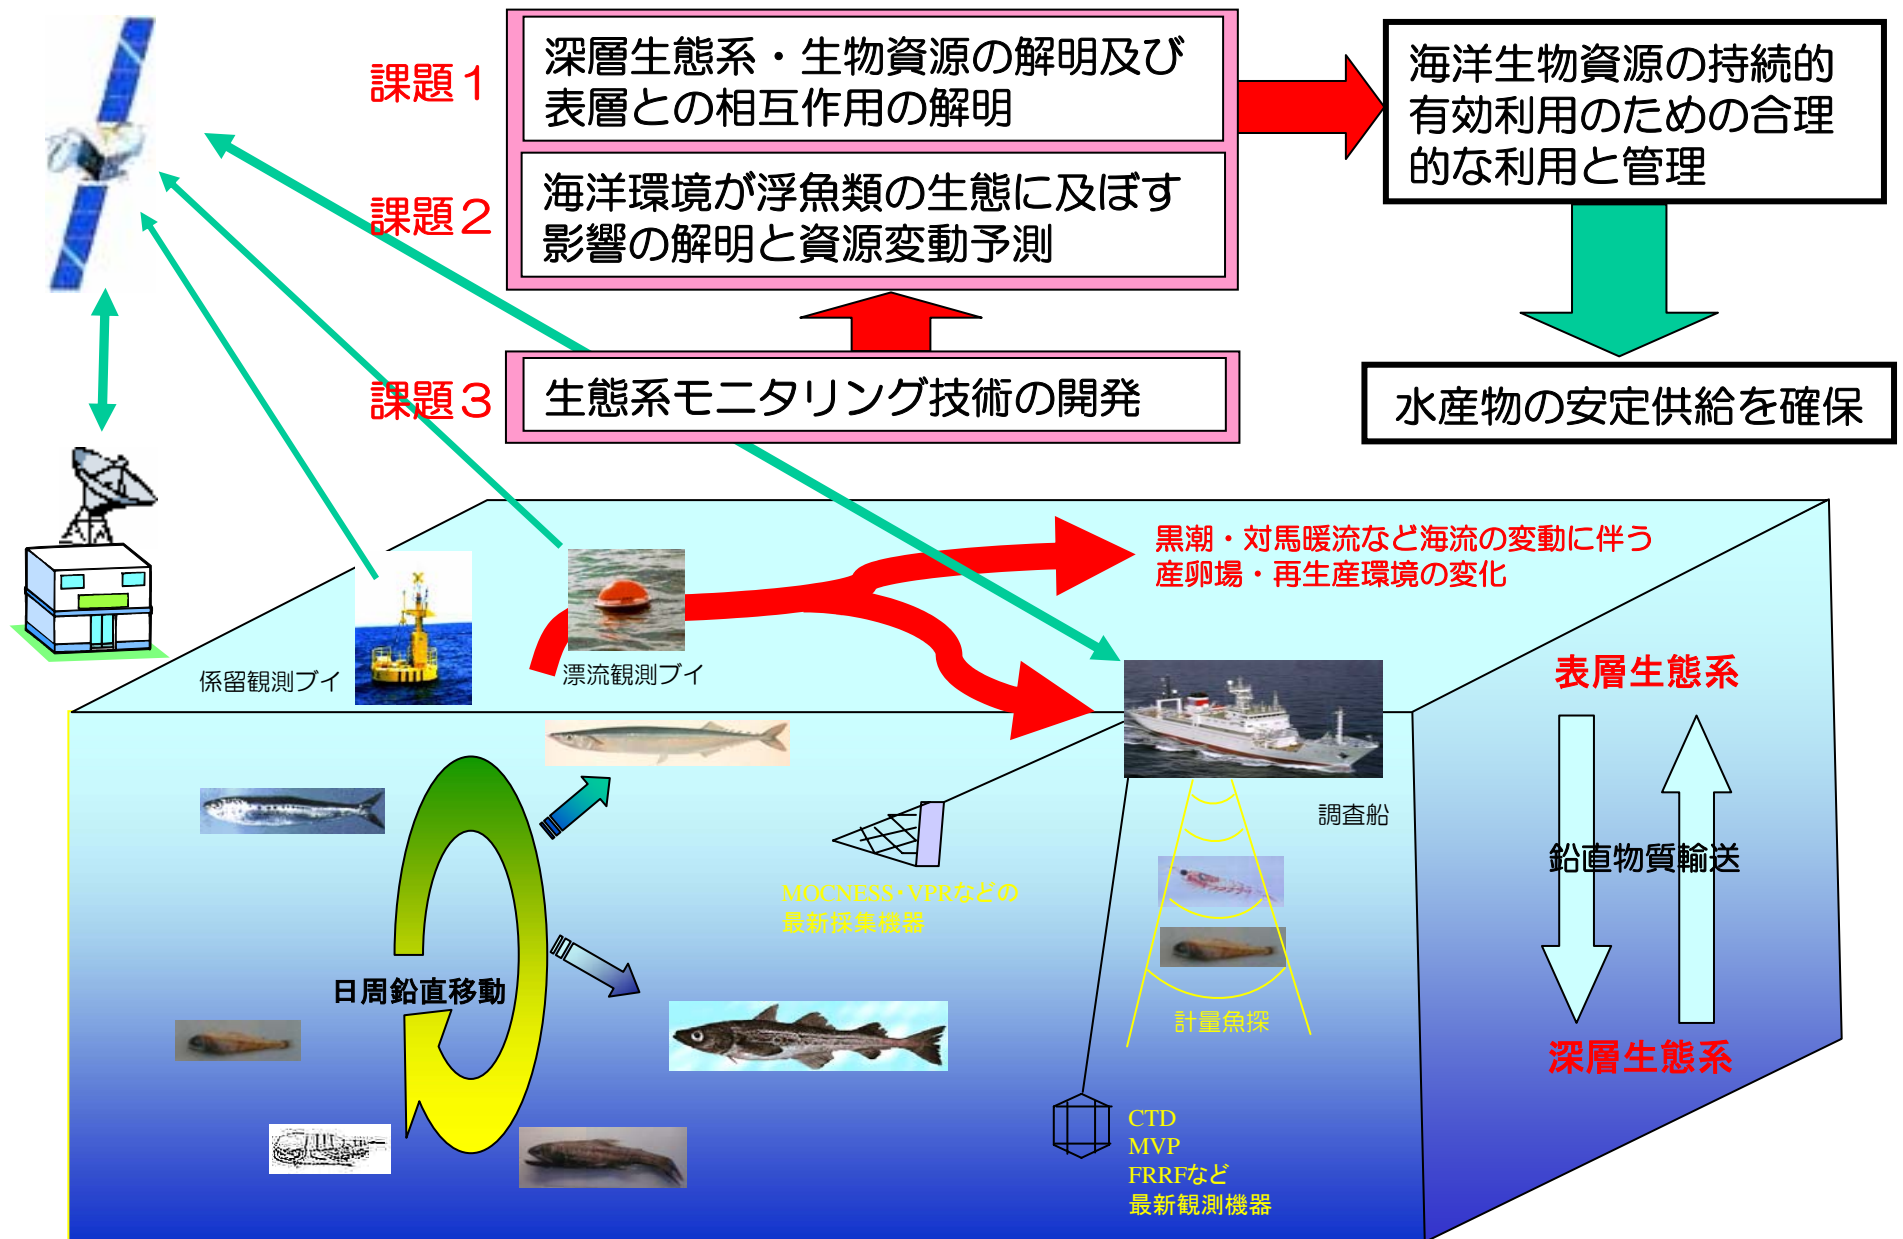 課題1
深層生態系・生物資源の解明及び
表層との相互作用の解明
課題2
海洋環境が浮魚類の生態に及ぼす
影響の解明と資源変動予測
課題3
生態系モニタリング技術の開発
海洋生物資源の持続的
有効利用のための合理
的な利用と管理
水産物の安定供給を確保
黒潮・対馬暖流など海流の変動に伴う
産卵場・再生産環境の変化
係留観測ブイ
漂流観測ブイ
表層生態系
調査船
鉛直物質輸送
MOCNESS・VPRなどの
最新採集機器
日周鉛直移動
計量魚探
深層生態系
CTD
MVP
FRRFなど
最新観測機器